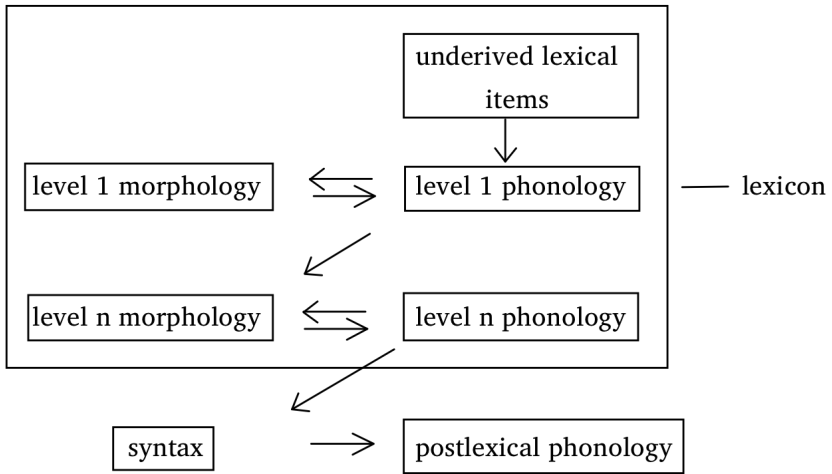 underived lexical
items
level 1 morphology
level 1 phonology
lexicon
level n morphology
level n phonology
syntax
postlexical phonology